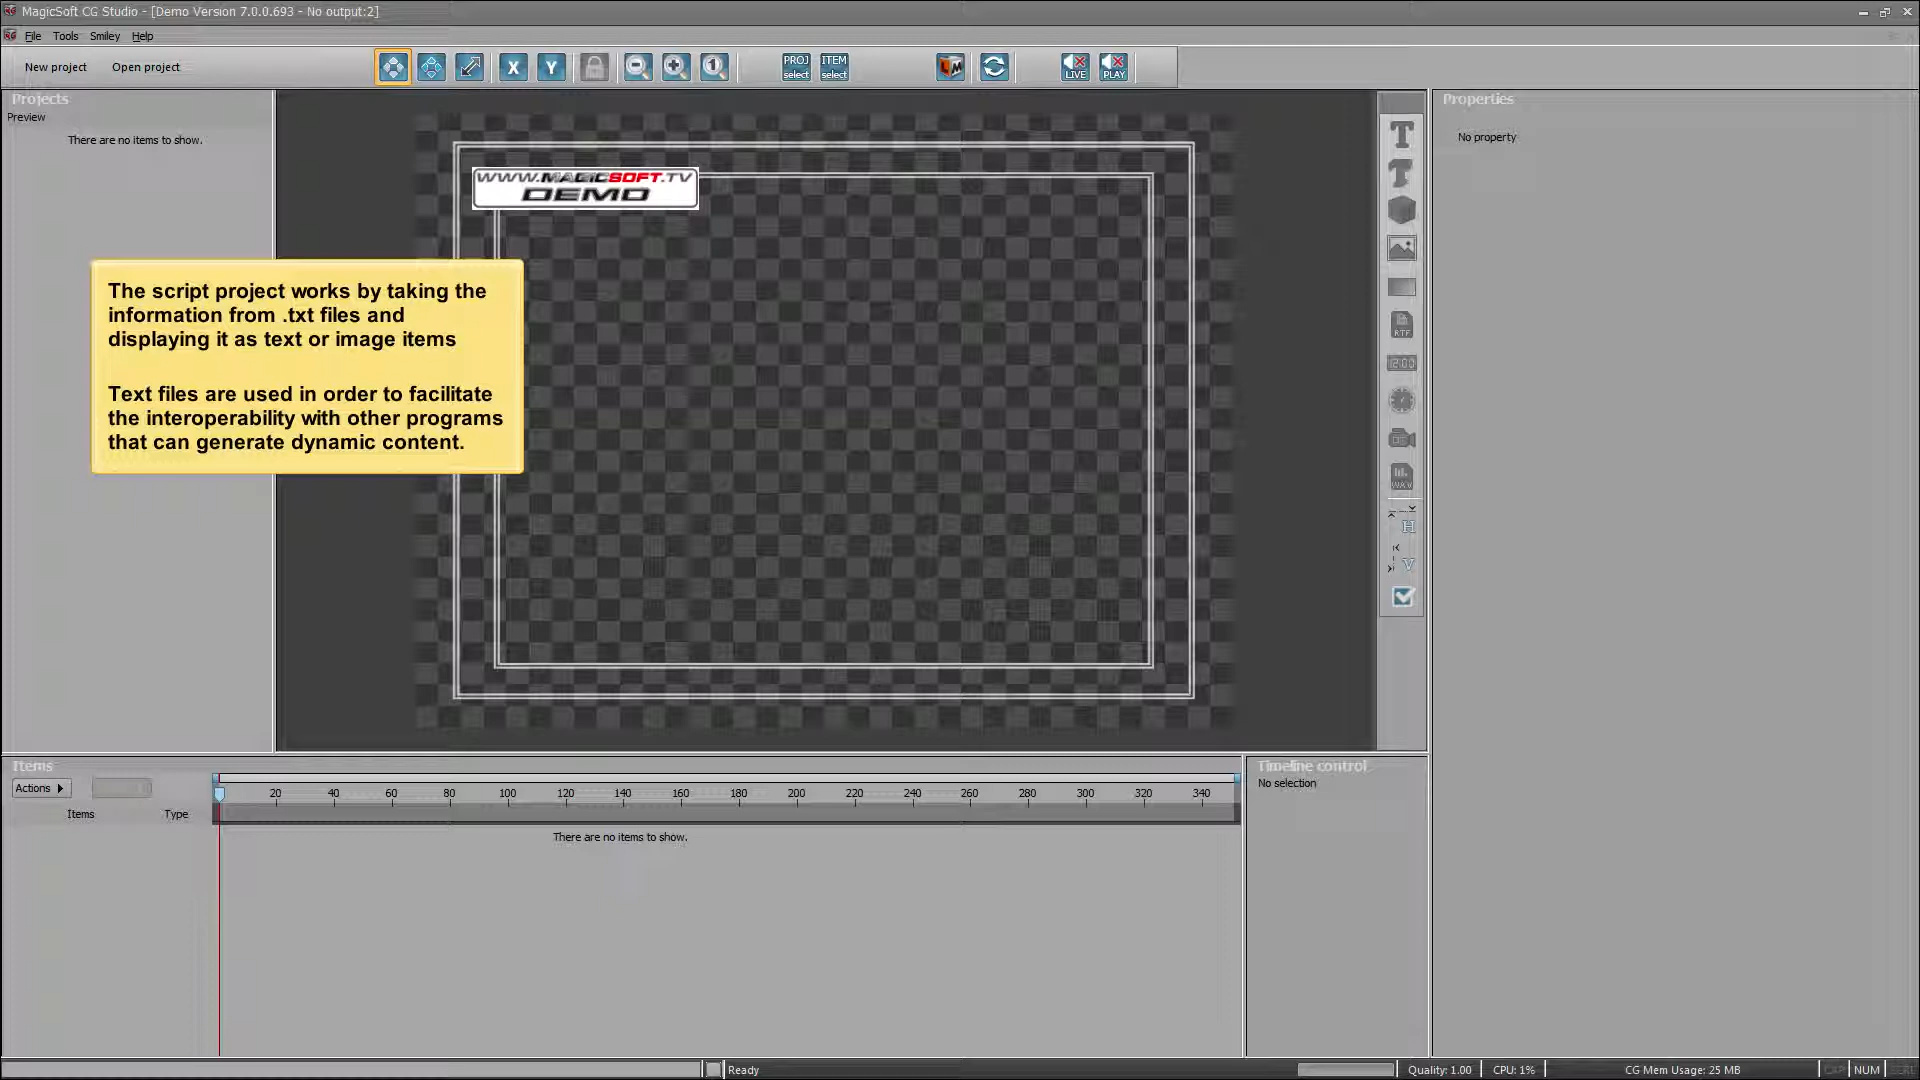 MagicSoft CG Studio - [Demo Version 7.0.0.693 - No output:2]
File Tools Smiley Help
New project Open project
X Y
1
PROJ select
ITEM select
LIVE
PLAY
Projects
Preview
There are no items to show.
WWW.MAGICSOFT.TV
DEMO
The script project works by taking the
information from .txt files and
displaying it as text or image items
Text files are used in order to facilitate
the interoperability with other programs
that can generate dynamic content.
T
T
RTF
12:00
WAV
H
V
Properties
No property
Items
Actions
Items Type
20 40 60 80 100 120 140 160 180 200 220 240 260 280 300 320 340
There are no items to show.
Timeline control
No selection
Ready
Quality: 1.00
CPU: 1%
CG Mem Usage: 25 MB
CAP
NUM